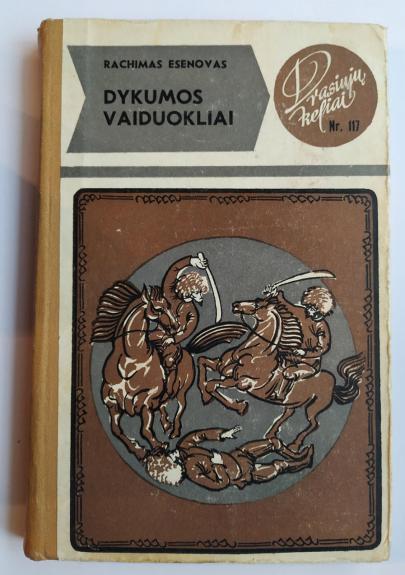 RACHIMAS ESENOVAS
DYKUMOS
VAIDUOKLIAI
Drąsiųjų
keliai
Nr. 117